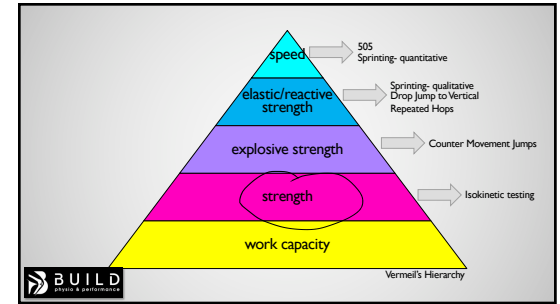 speed
505
Sprinting- quantitative
elastic/reactive
strength
Sprinting- qualitative
Drop Jump to Vertical
Repeated Hops
explosive strength
Counter Movement Jumps
strength
Isokinetic testing
work capacity
Vermeil's Hierarchy
BUILD
physio & performance